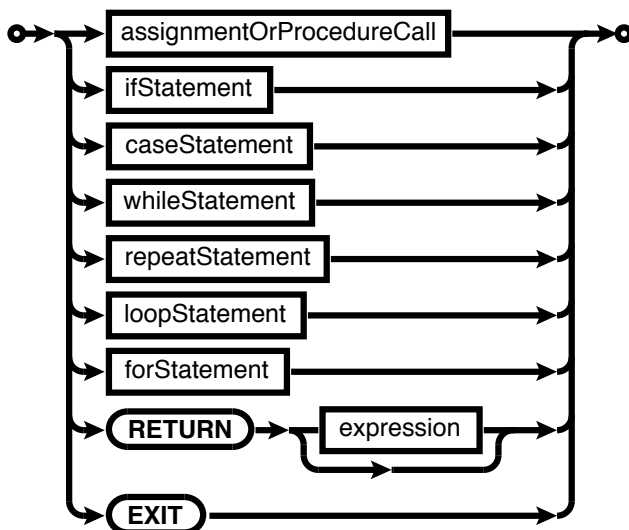 assignmentOrProcedureCall
ifStatement
caseStatement
whileStatement
repeatStatement
loopStatement
forStatement
RETURN expression
EXIT